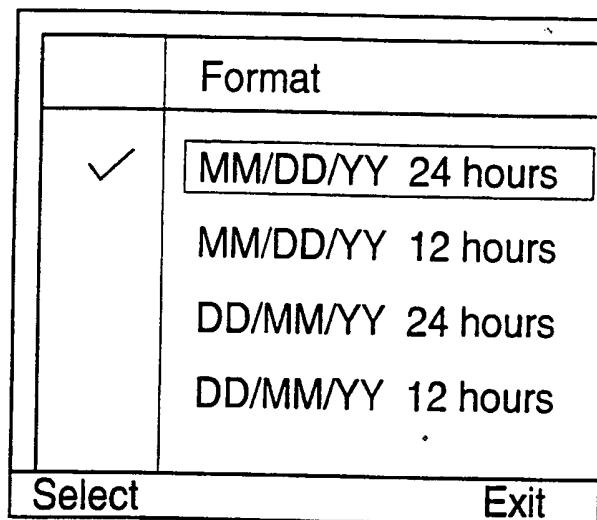 Format
MM/DD/YY 24 hours
MM/DD/YY 12 hours
DD/MM/YY 24 hours
DD/MM/YY 12 hours
Select Exit